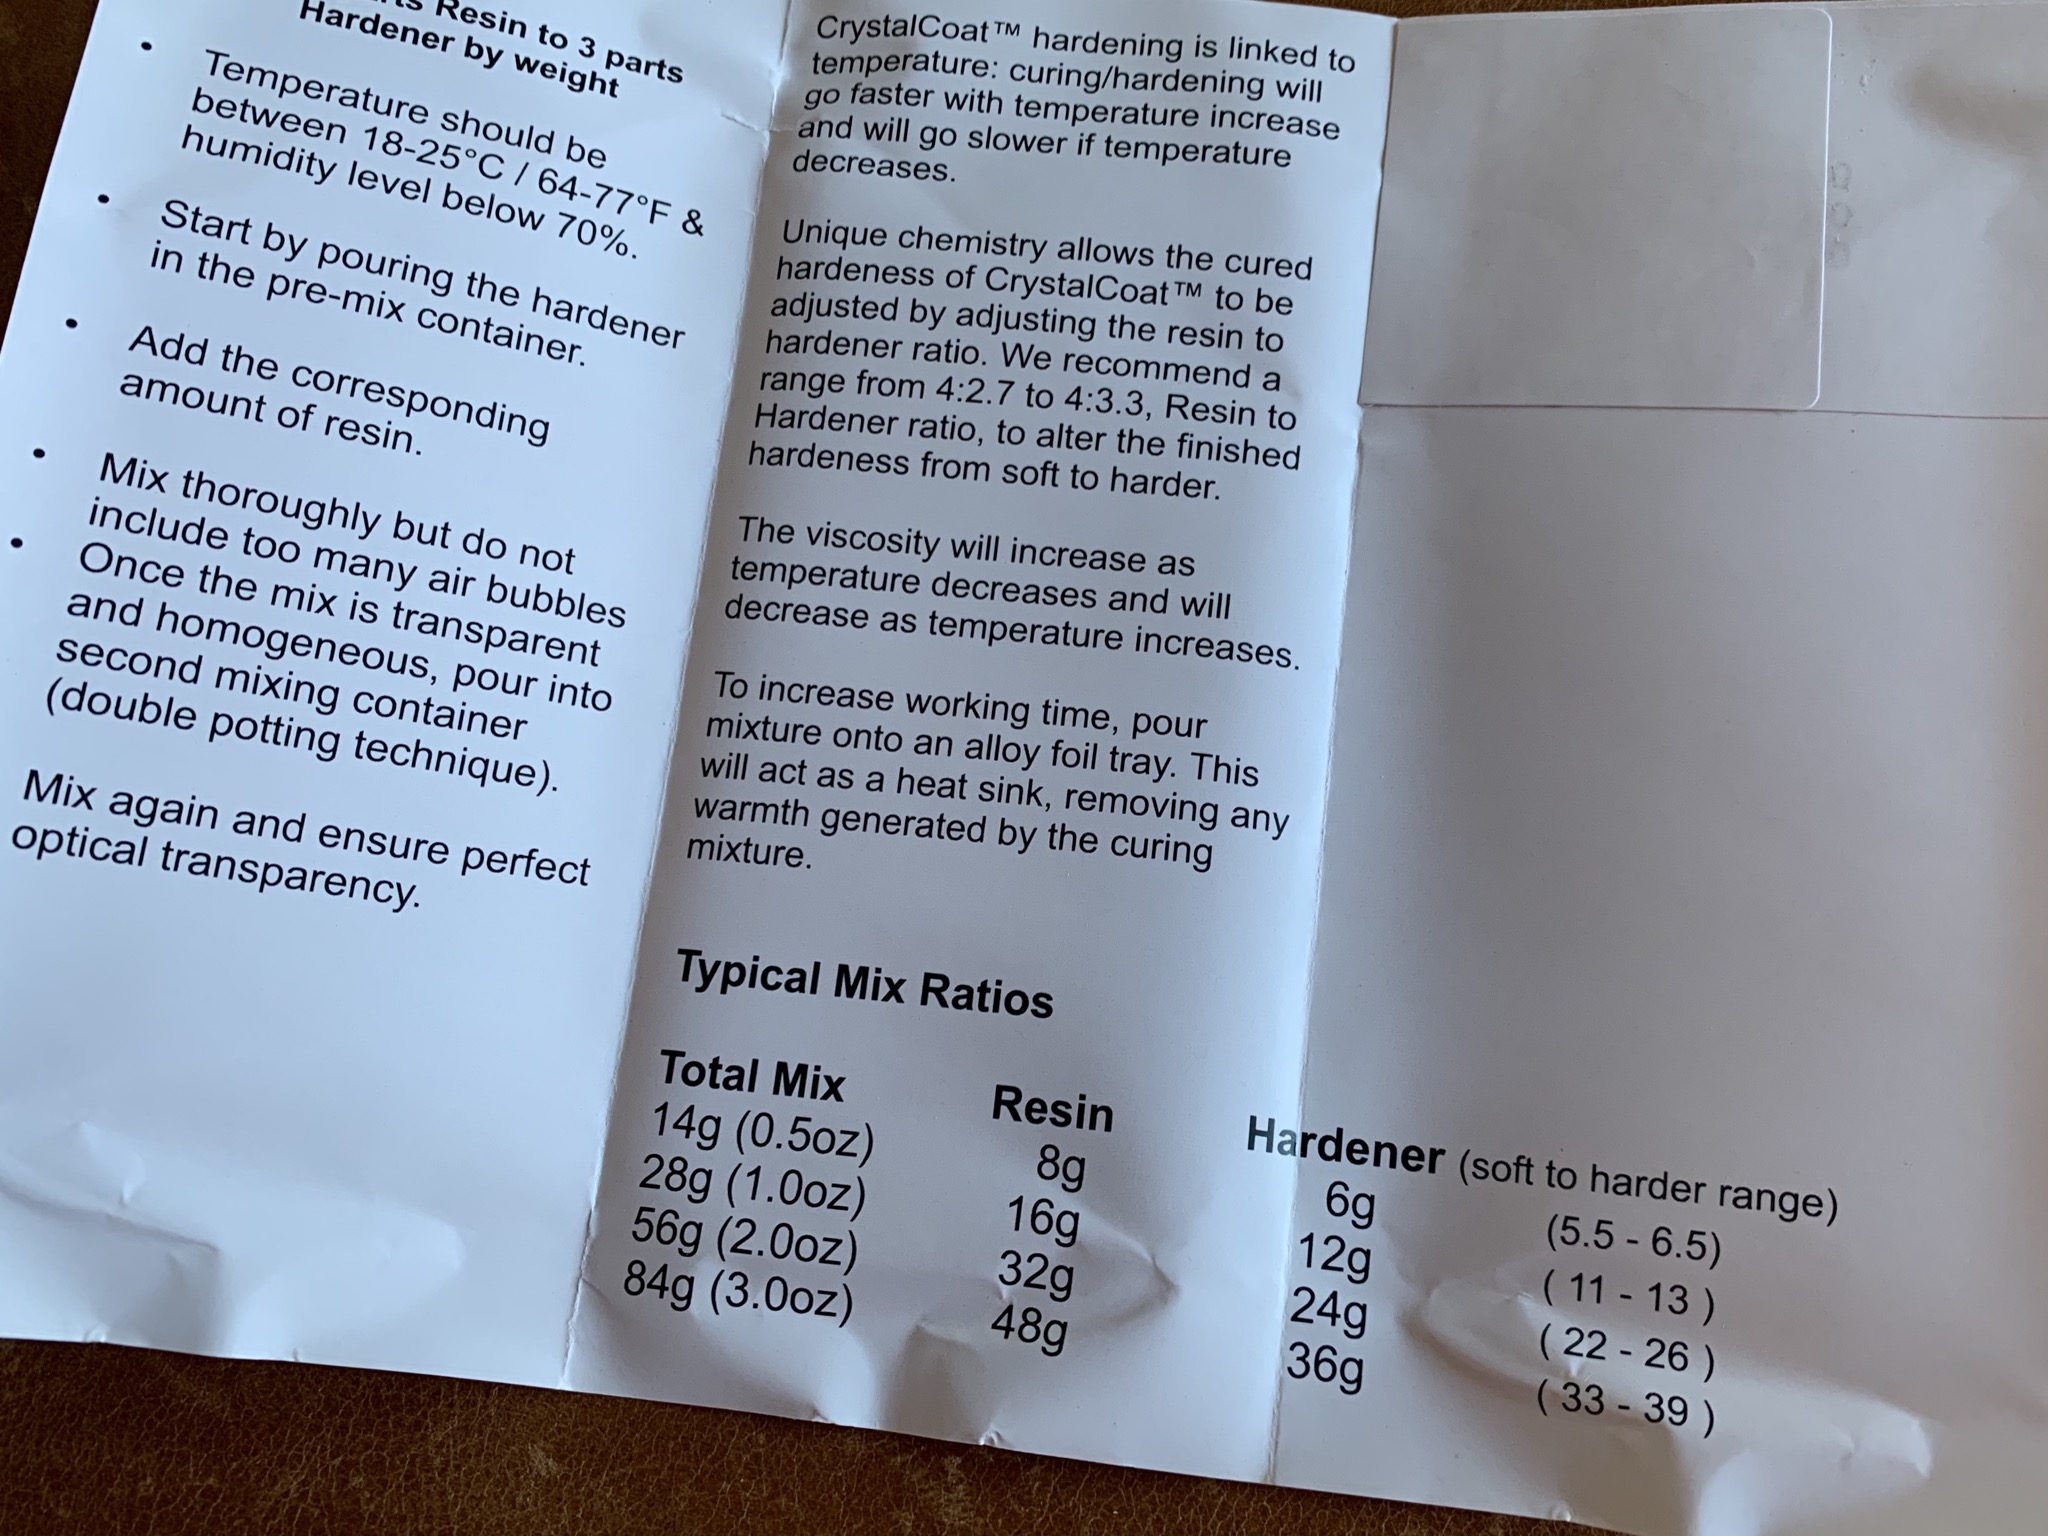 Resin to 3 parts
Hardener by weight
• Temperature should be
between 18-25°C / 64-77°F &
humidity level below 70%.
• Start by pouring the hardener
in the pre-mix container.
• Add the corresponding
amount of resin.
• Mix thoroughly but do not
include too many air bubbles
• Once the mix is transparent
and homogeneous, pour into
second mixing container
(double potting technique).
Mix again and ensure perfect
optical transparency.
CrystalCoat™ hardening is linked to
temperature: curing/hardening will
go faster with temperature increase
and will go slower if temperature
decreases.
Unique chemistry allows the cured
hardeness of CrystalCoat™ to be
adjusted by adjusting the resin to
hardener ratio. We recommend a
range from 4:2.7 to 4:3.3, Resin to
Hardener ratio, to alter the finished
hardeness from soft to harder.
The viscosity will increase as
temperature decreases and will
decrease as temperature increases.
To increase working time, pour
mixture onto an alloy foil tray. This
will act as a heat sink, removing any
warmth generated by the curing
mixture.
Typical Mix Ratios
Total Mix Resin Hardener (soft to harder range)
14g (0.5oz) 8g 6g (5.5 - 6.5)
28g (1.0oz) 16g 12g ( 11 - 13 )
56g (2.0oz) 32g 24g ( 22 - 26 )
84g (3.0oz) 48g 36g ( 33 - 39 )